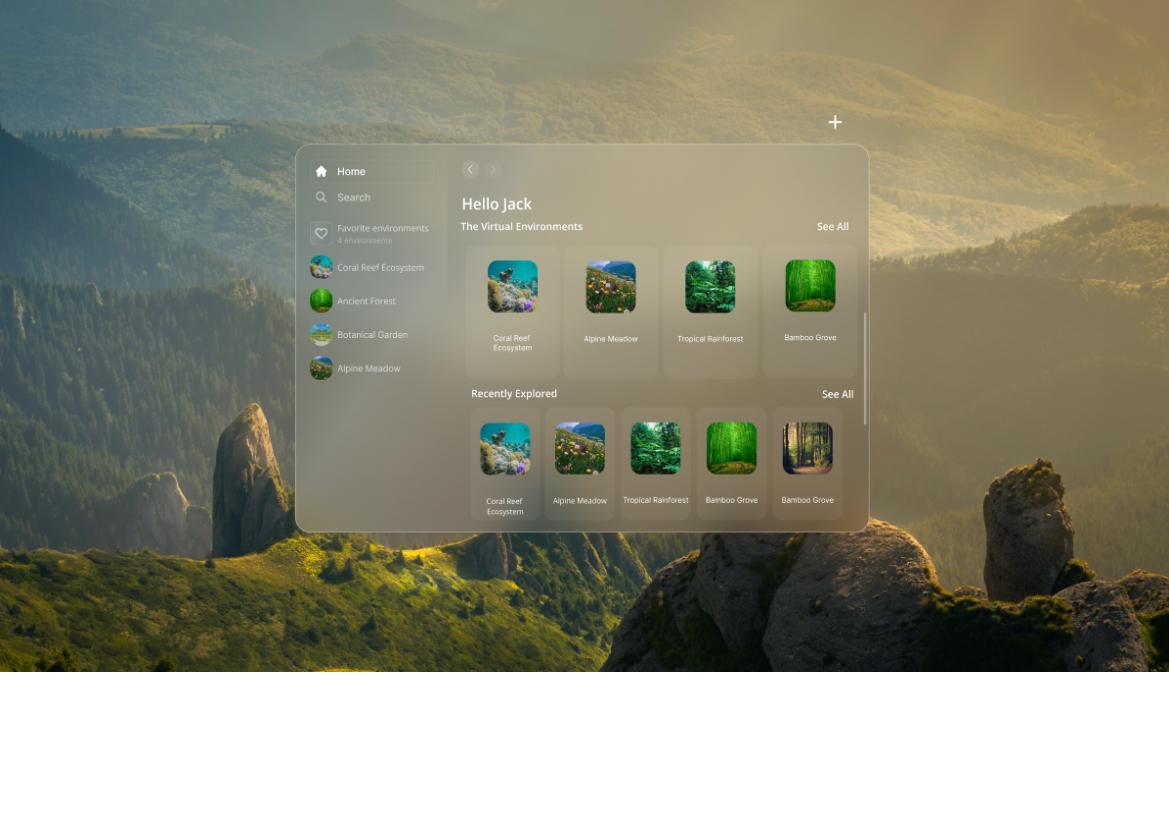 Home
Search
Favorite environments
4 environments
Coral Reef Ecosystem
Ancient Forest
Botanical Garden
Alpine Meadow
Hello Jack
The Virtual Environments
See All
Coral Reef
Ecosystem
Alpine Meadow
Tropical Rainforest
Bamboo Grove
Recently Explored
See All
Coral Reef
Ecosystem
Alpine Meadow
Tropical Rainforest
Bamboo Grove
Bamboo Grove